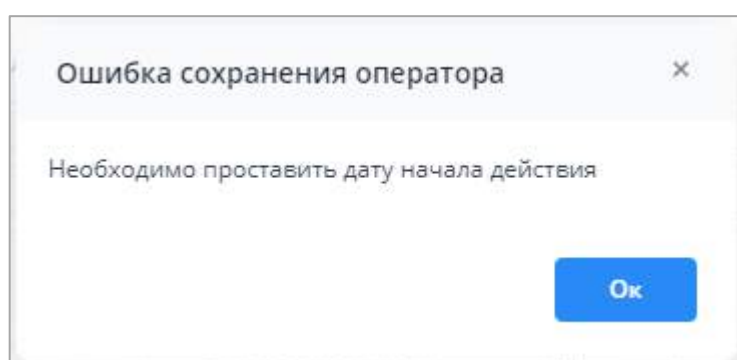 Ошибка сохранения оператора
Необходимо проставить дату начала действия
Ок